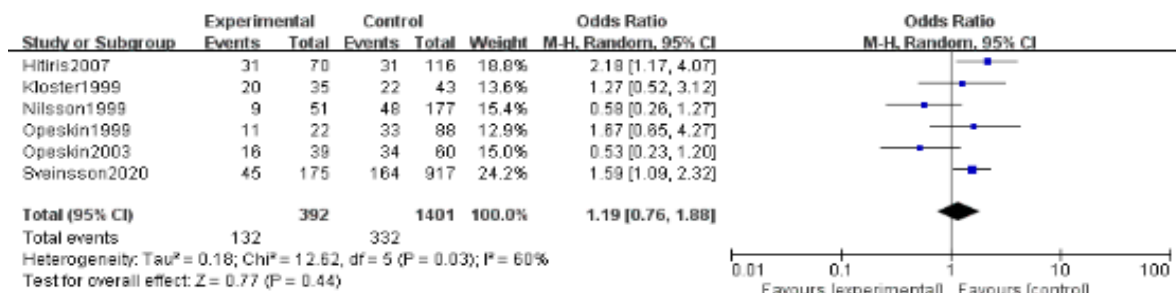 Experimental Control Odds Ratio Odds Ratio
Study or Subgroup Events Total Events Total Weight M-H, Random, 95% CI M-H, Random, 95% CI
Hitiris2007 31 70 31 116 18.8% 2.18 [1.17, 4.07]
Kloster1999 20 35 22 43 13.6% 1.27 [0.52, 3.12]
Nilsson1999 9 51 48 177 15.4% 0.58 [0.26, 1.27]
Opeskin1999 11 22 33 88 12.9% 1.67 [0.65, 4.27]
Opeskin2003 16 39 34 60 15.0% 0.53 [0.23, 1.20]
Sveinsson2020 45 175 164 917 24.2% 1.59 [1.09, 2.32]
Total (95% CI) 392 1401 100.0% 1.19 [0.76, 1.88]
Total events 132 332
Heterogeneity: Tau² = 0.18; Chi² = 12.62, df = 5 (P = 0.03); I² = 60%
Test for overall effect: Z = 0.77 (P = 0.44)
0.01 0.1 1 10 100
Favours [experimental] Favours [control]